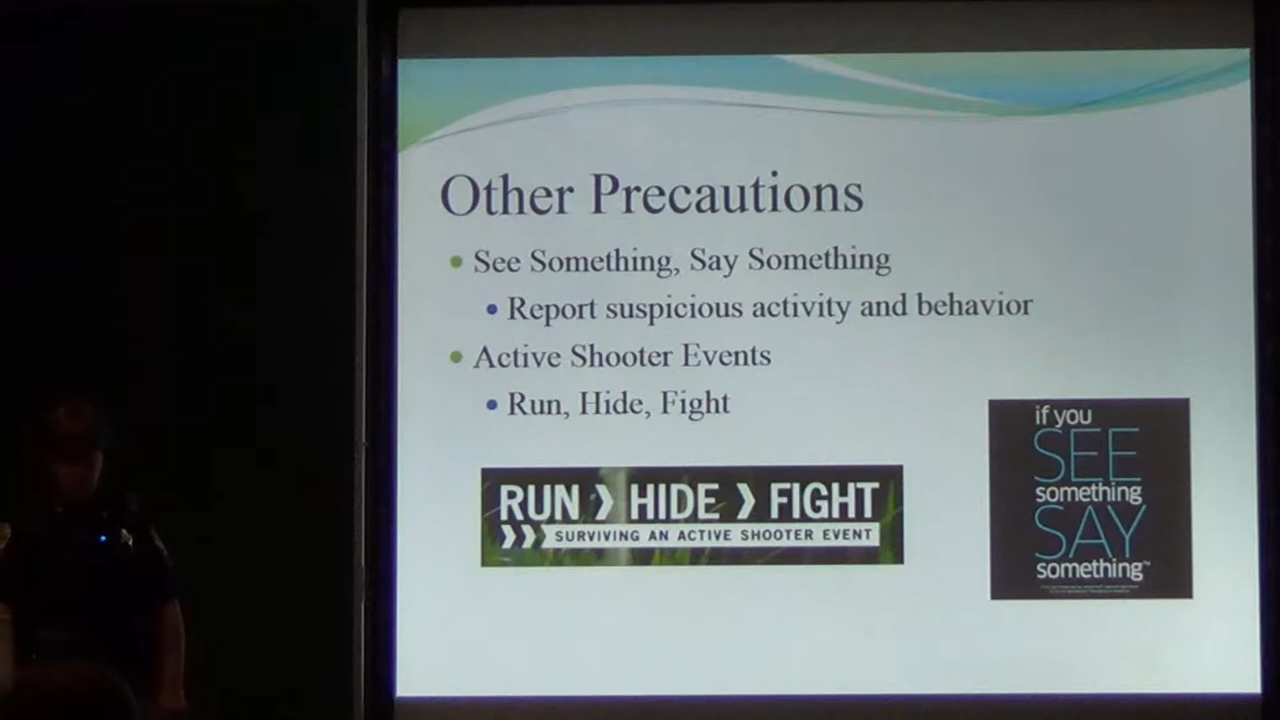 Other Precautions
See Something, Say Something
Report suspicious activity and behavior
Active Shooter Events
Run, Hide, Fight
RUN ❯ HIDE ❯ FIGHT
❯❯❯ SURVIVING AN ACTIVE SHOOTER EVENT
if you
SEE
something
SAY
something™